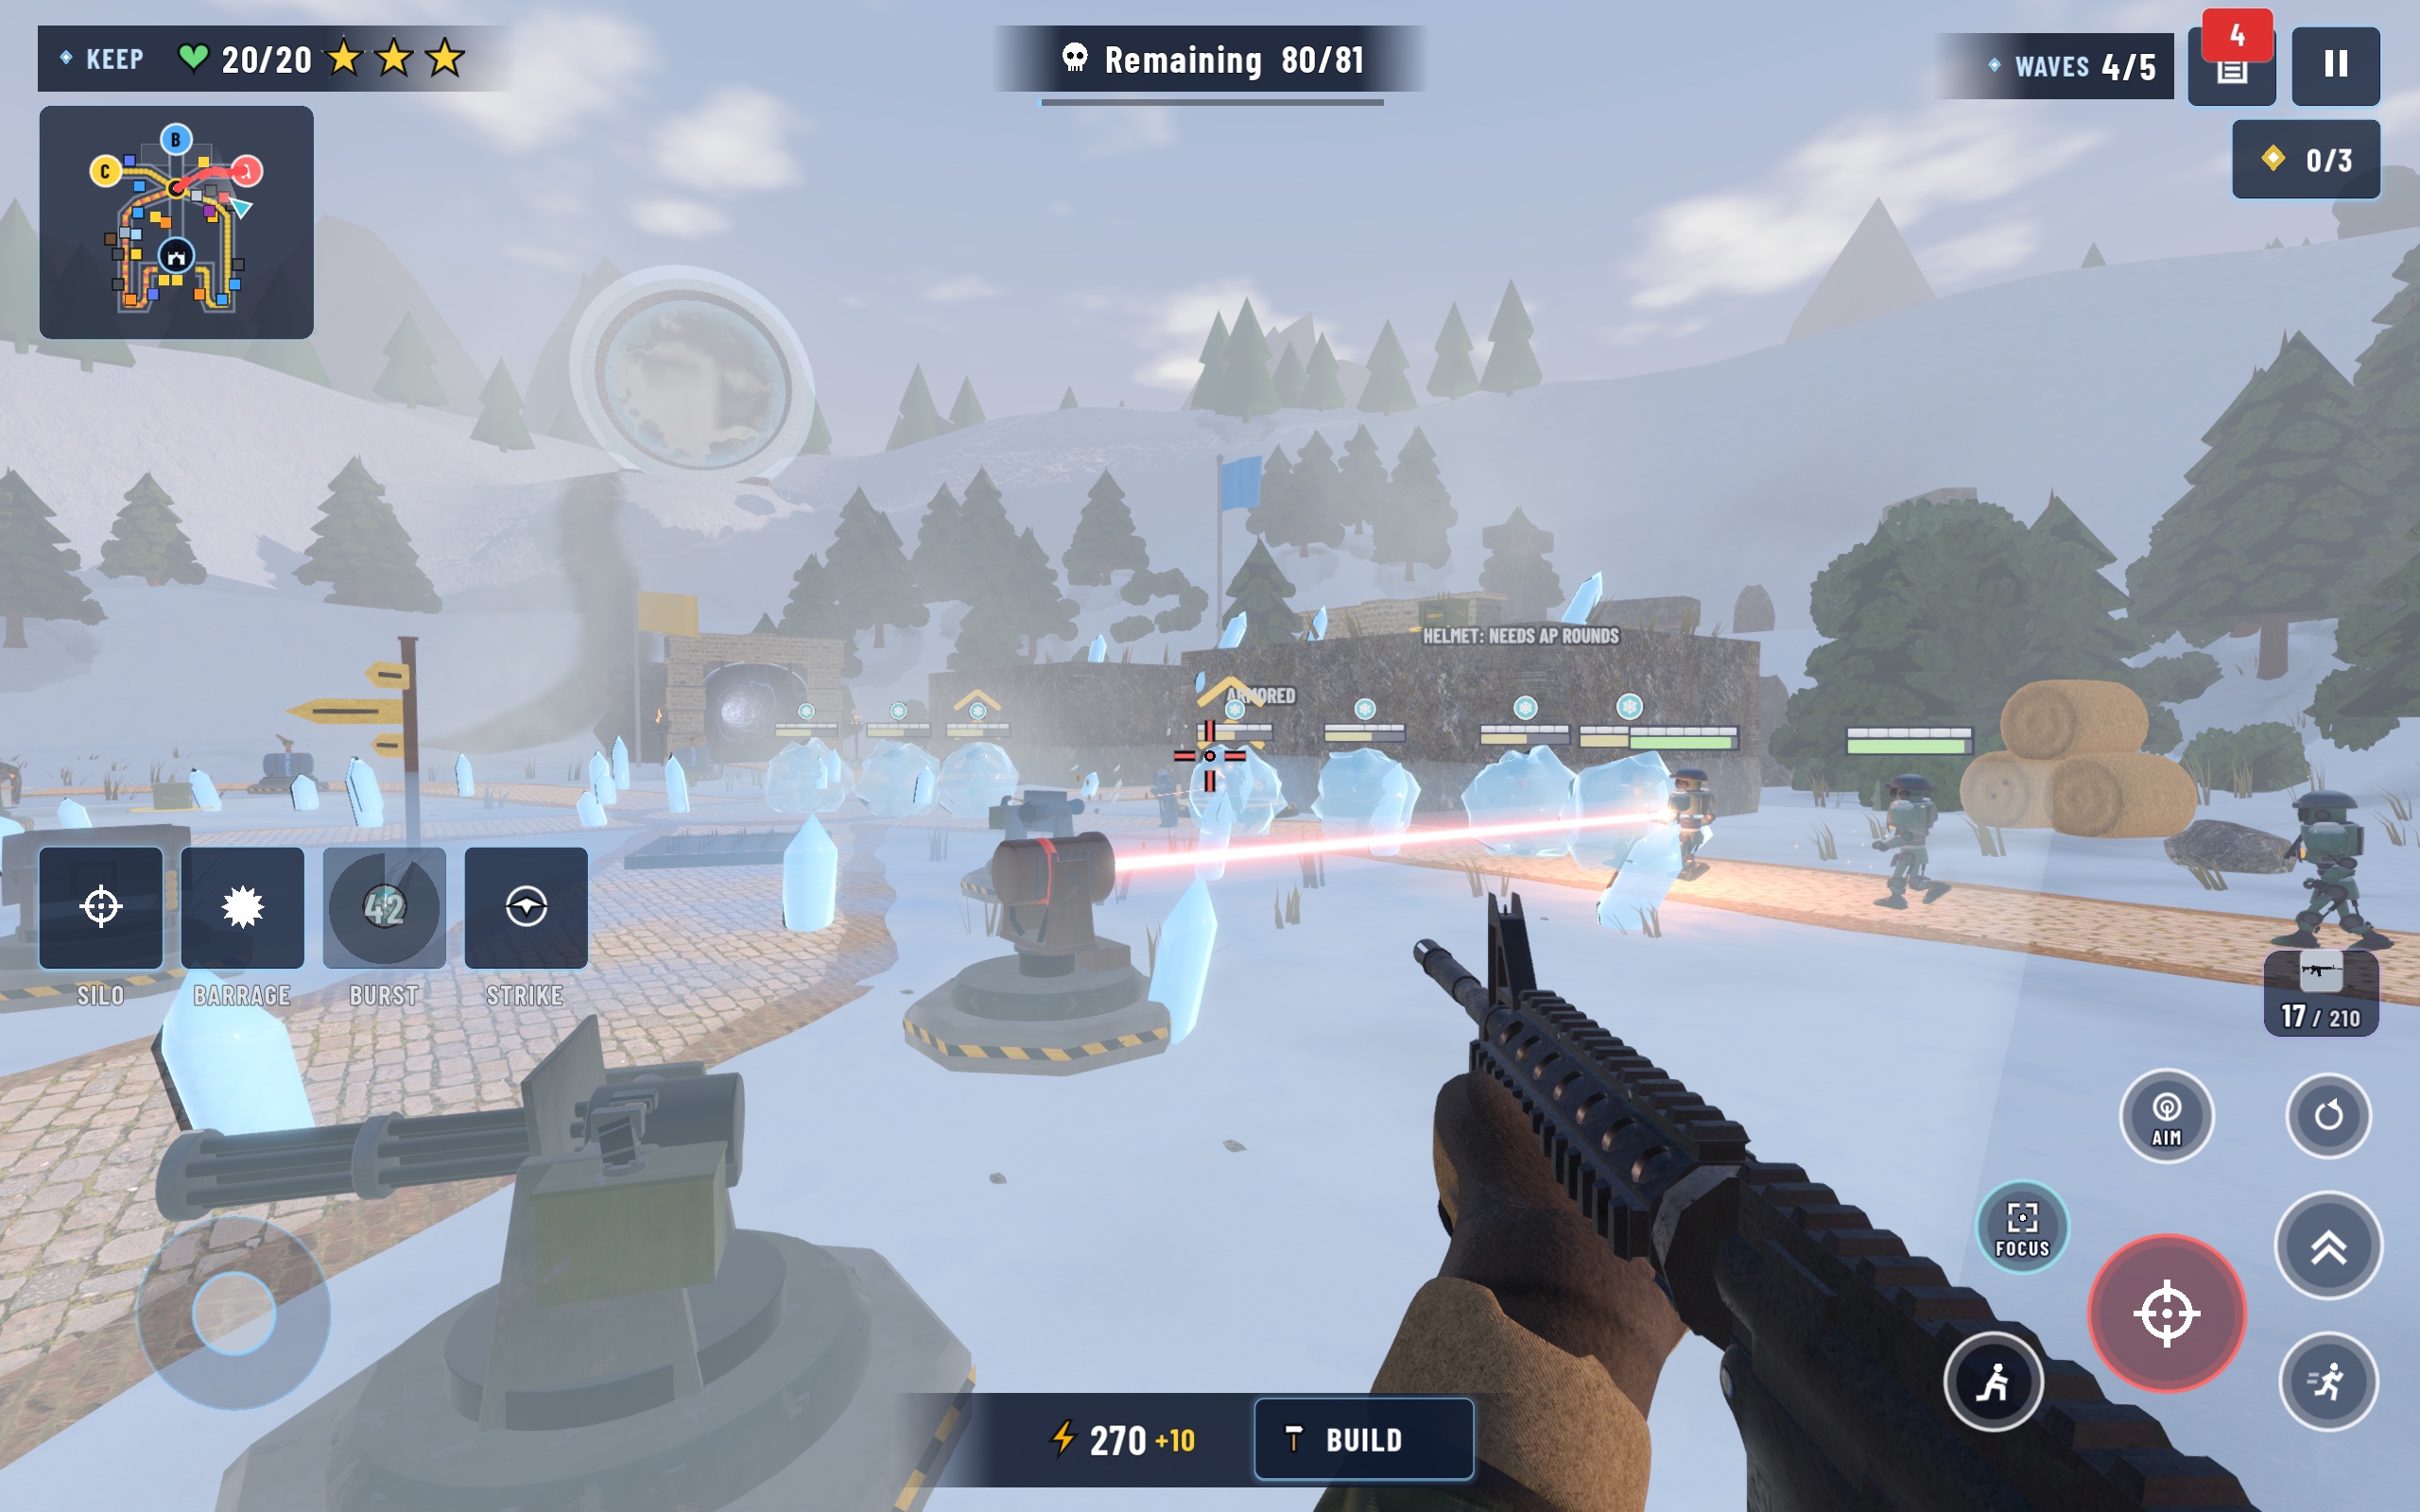 KEEP 20/20
Remaining 80/81
WAVES 4/5
4
0/3
B
C
A
HELMET: NEEDS AP ROUNDS
ARMORED
42
SILO
BARRAGE
BURST
STRIKE
17 / 210
AIM
FOCUS
270 +10
BUILD